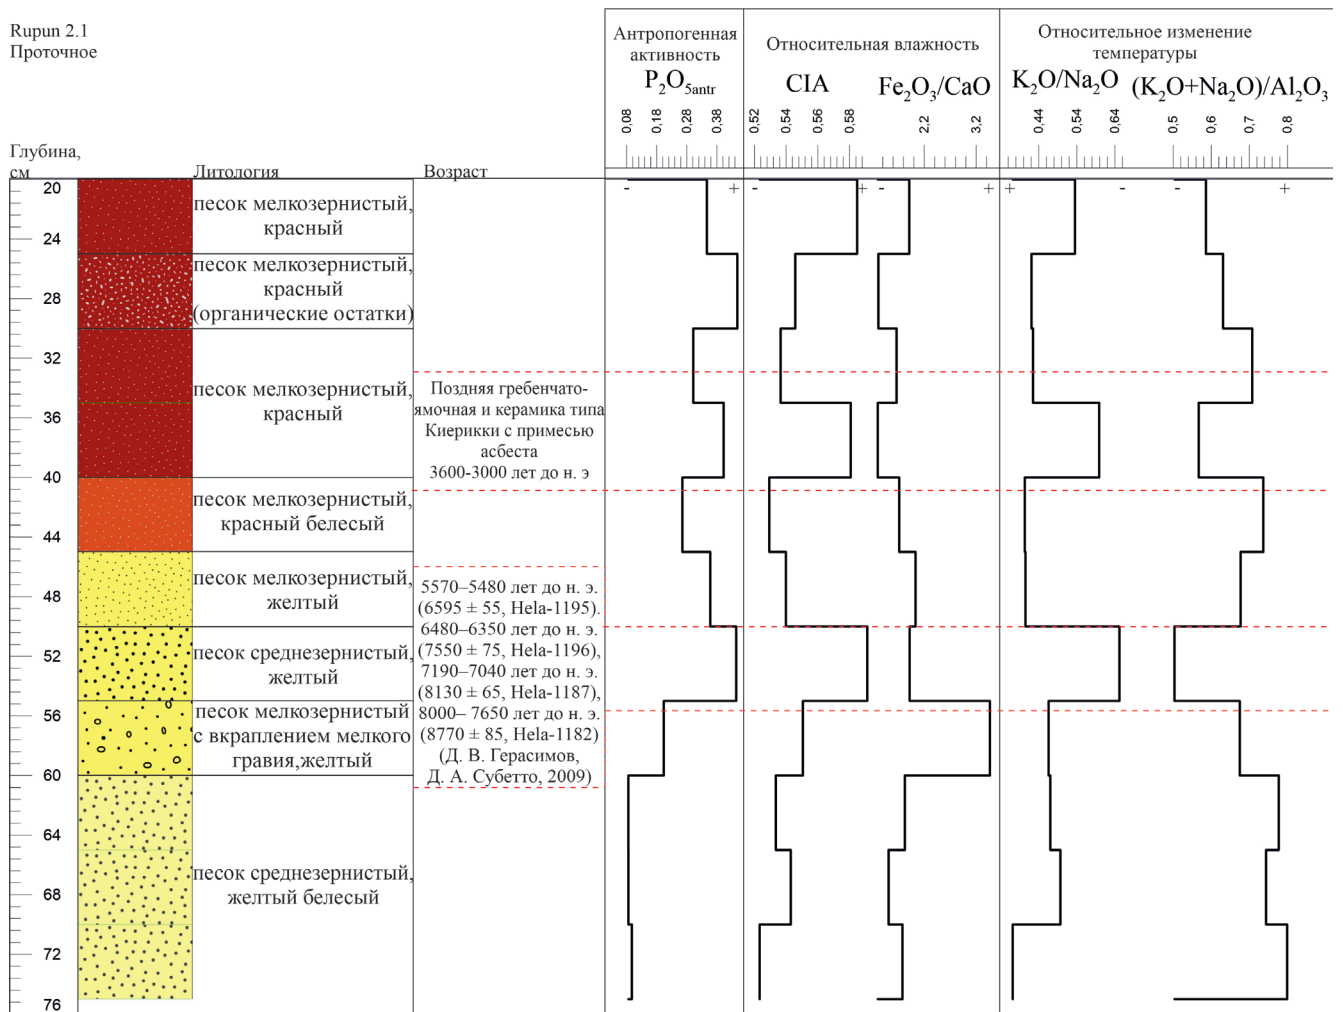 Rupun 2.1
Проточное
Антропогенная
активность
P2O5antr
Относительная влажность
CIA
Fe2O3/CaO
Относительное изменение
температуры
K2O/Na2O
(K2O+Na2O)/Al2O3
0,08 0,18 0,28 0,38
0,52 0,54 0,56 0,58
2,2 3,2
0,44 0,54 0,64
0,5 0,6 0,7 0,8
Глубина,
см
Литология
Возраст
- +
- +
- +
+ -
- +
20
24
28
32
36
40
44
48
52
56
60
64
68
72
76
песок мелкозернистый,
красный
песок мелкозернистый,
красный
(органические остатки)
песок мелкозернистый,
красный
песок мелкозернистый,
красный белесый
песок мелкозернистый,
желтый
песок среднезернистый,
желтый
песок мелкозернистый
с вкраплением мелкого
гравия,желтый
песок среднезернистый,
желтый белесый
Поздняя гребенчато-
ямочная и керамика типа
Киерикки с примесью
асбеста
3600-3000 лет до н. э
5570–5480 лет до н. э.
(6595 ± 55, Hela-1195).
6480–6350 лет до н. э.
(7550 ± 75, Hela-1196),
7190–7040 лет до н. э.
(8130 ± 65, Hela-1187),
8000– 7650 лет до н. э.
(8770 ± 85, Hela-1182)
(Д. В. Герасимов,
Д. А. Субетто, 2009)